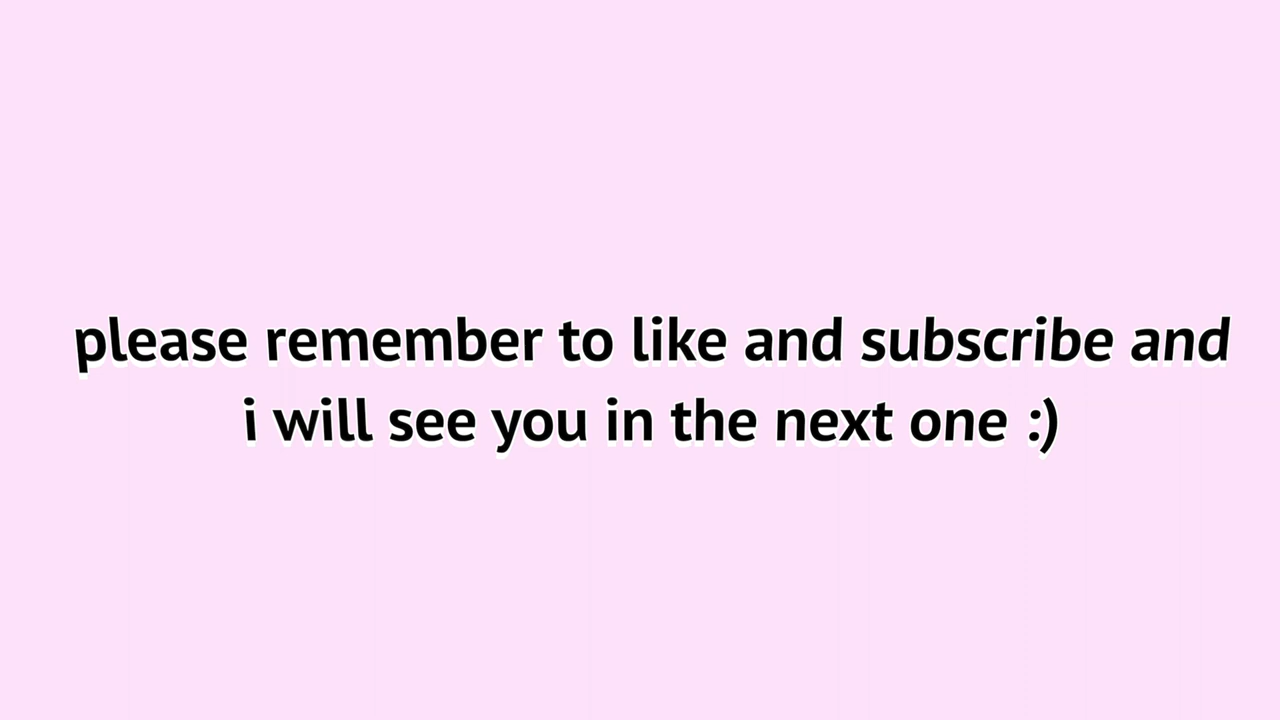 please remember to like and subscribe and
i will see you in the next one :)